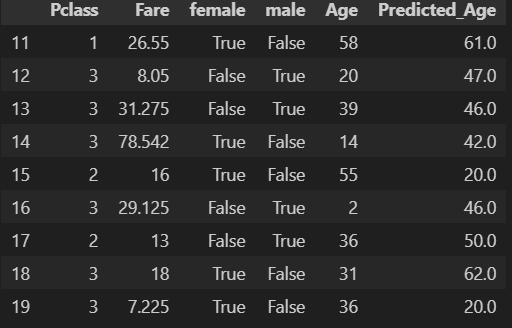 Pclass Fare female male Age Predicted_Age
11 1 26.55 True False 58 61.0
12 3 8.05 False True 20 47.0
13 3 31.275 False True 39 46.0
14 3 78.542 True False 14 42.0
15 2 16 True False 55 20.0
16 3 29.125 False True 2 46.0
17 2 13 False True 36 50.0
18 3 18 True False 31 62.0
19 3 7.225 True False 36 20.0